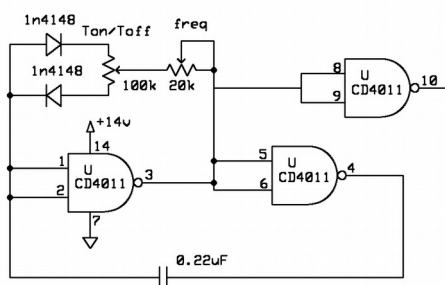 1n4148
Ton/Toff
freq
1n4148
100k
20k
8
9
U
CD4011
10
+14v
14
1
2
U
CD4011
3
7
5
6
U
CD4011
4
0.22uF